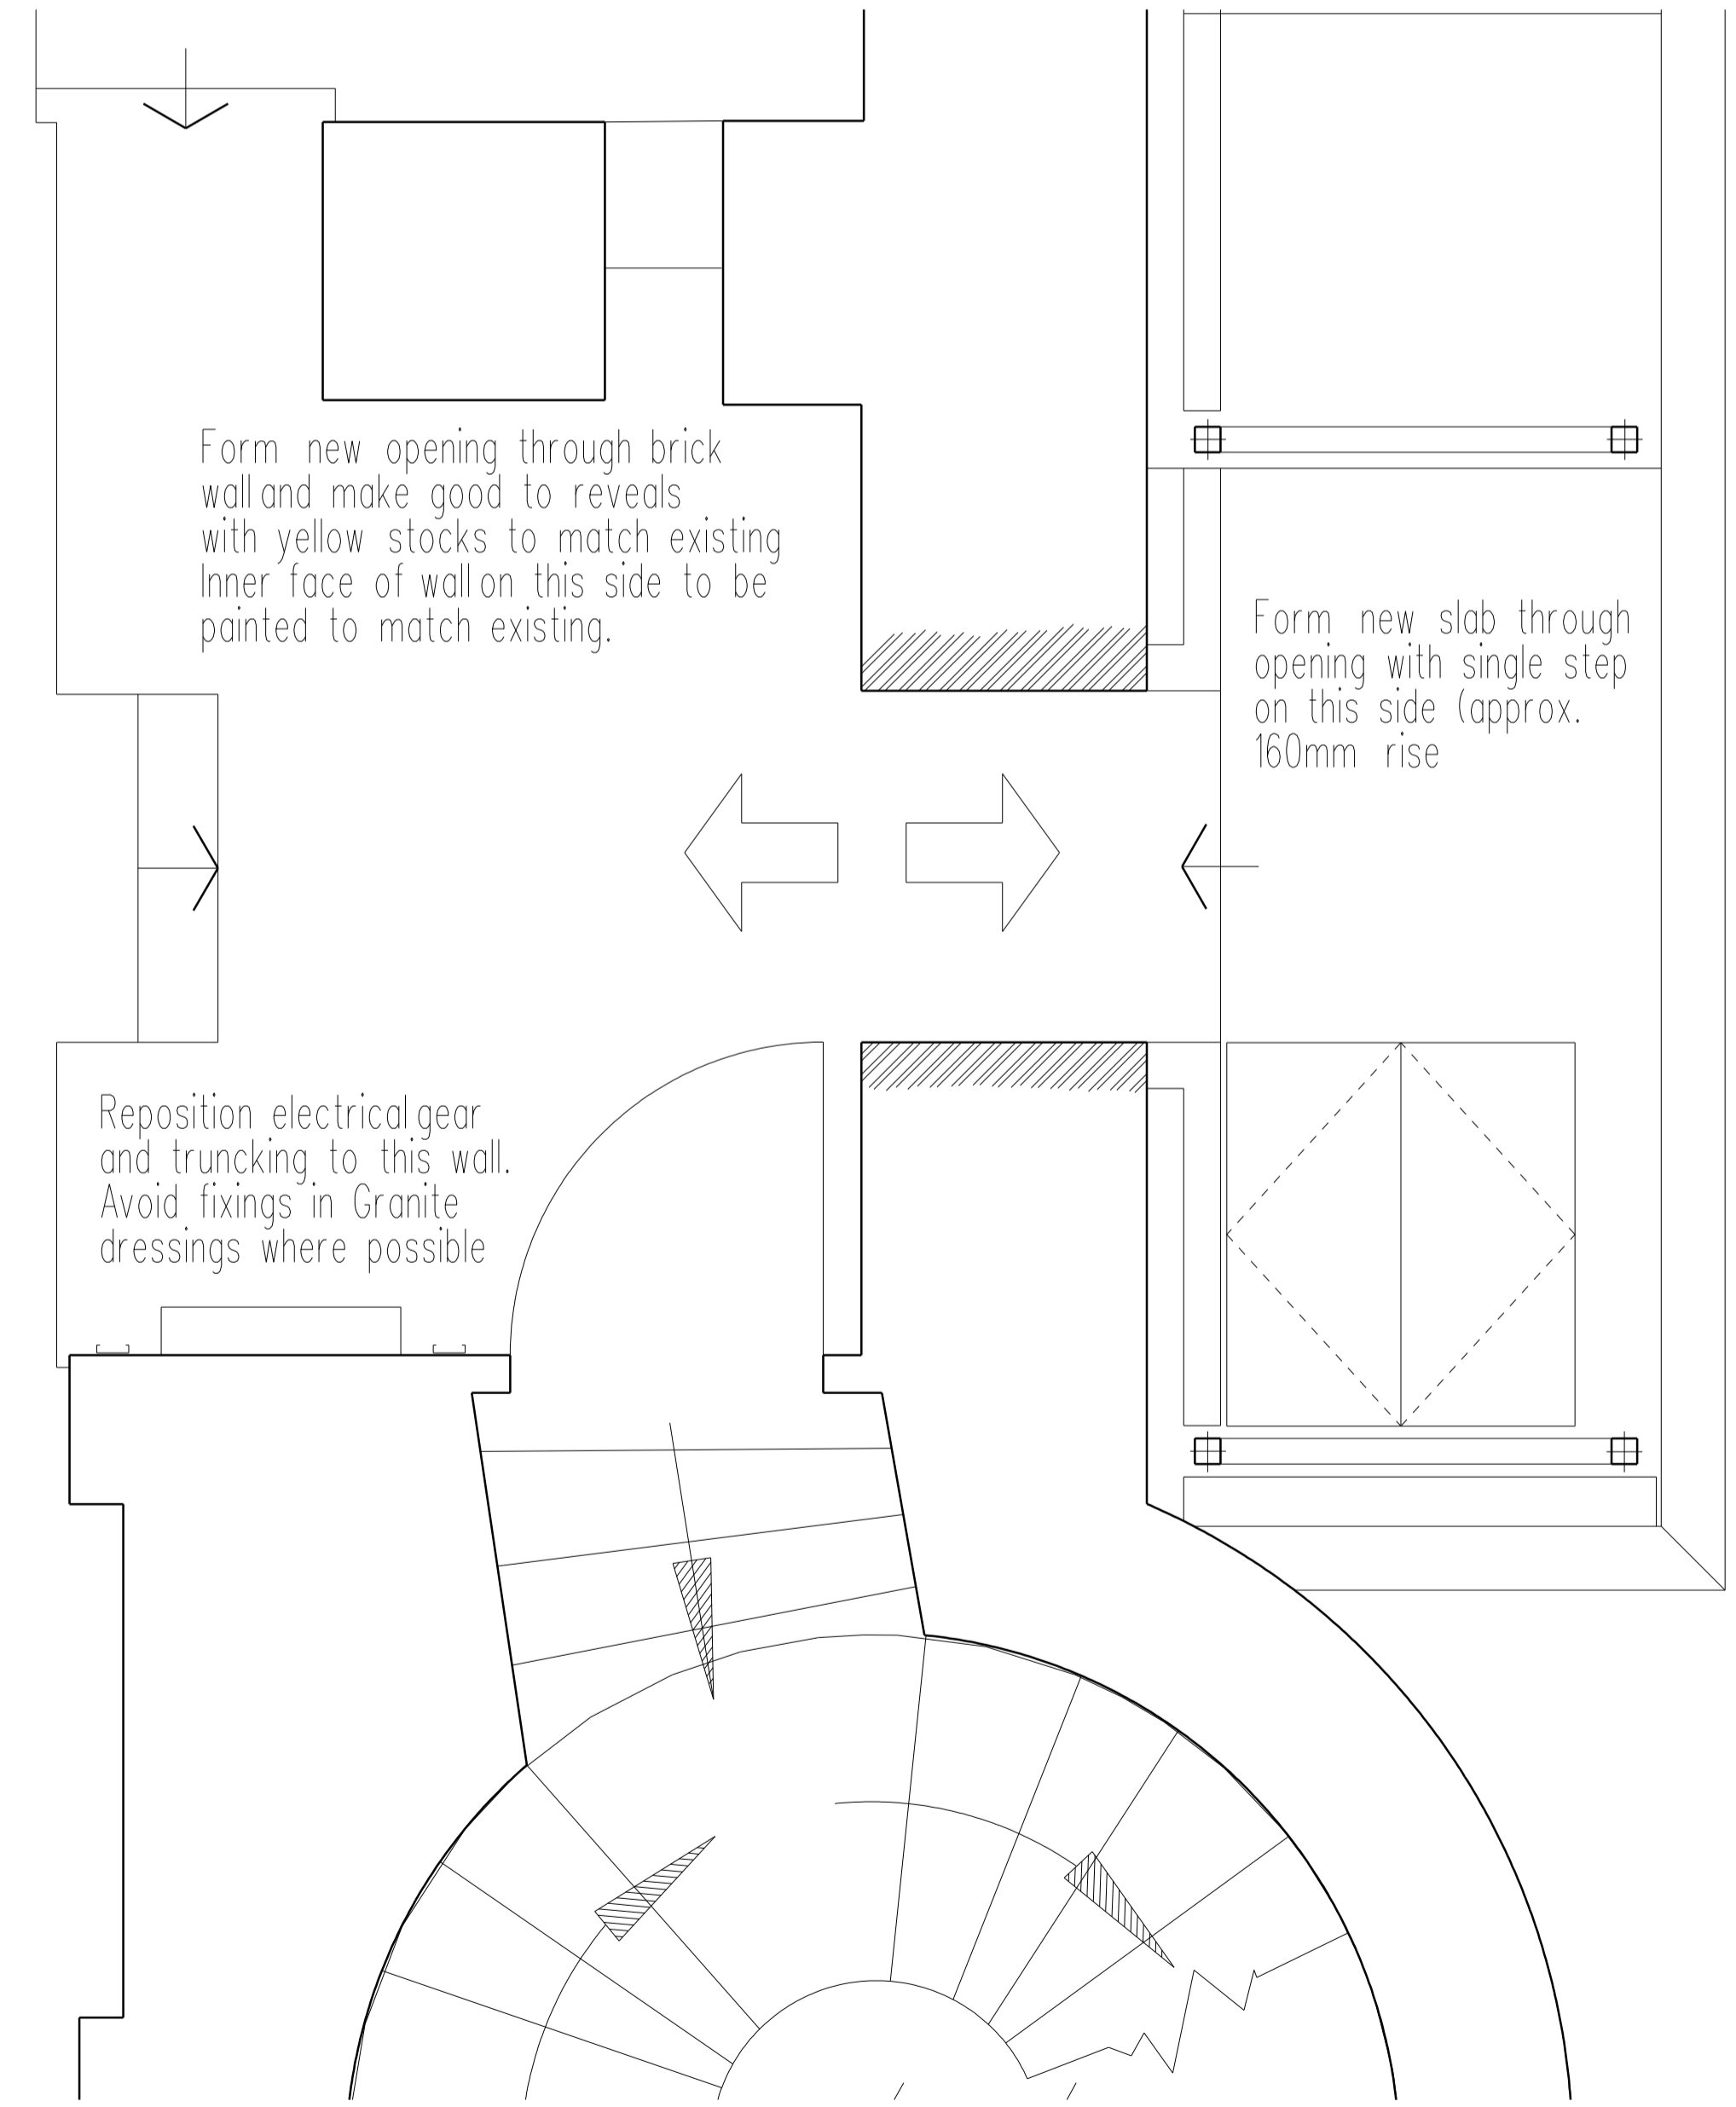 Form new opening through brick
wall and make good to reveals
with yellow stocks to match existing
Inner face of wall on this side to be
painted to match existing.
Form new slab through
opening with single step
on this side (approx.
160mm rise
Reposition electrical gear
and truncking to this wall.
Avoid fixings in Granite
dressings where possible